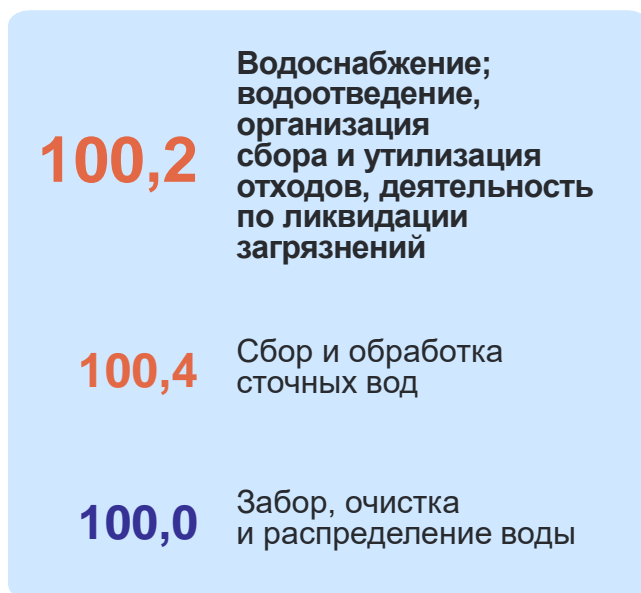 100,2
Водоснабжение;
водоотведение,
организация
сбора и утилизация
отходов, деятельность
по ликвидации
загрязнений
100,4
Сбор и обработка
сточных вод
100,0
Забор, очистка
и распределение воды